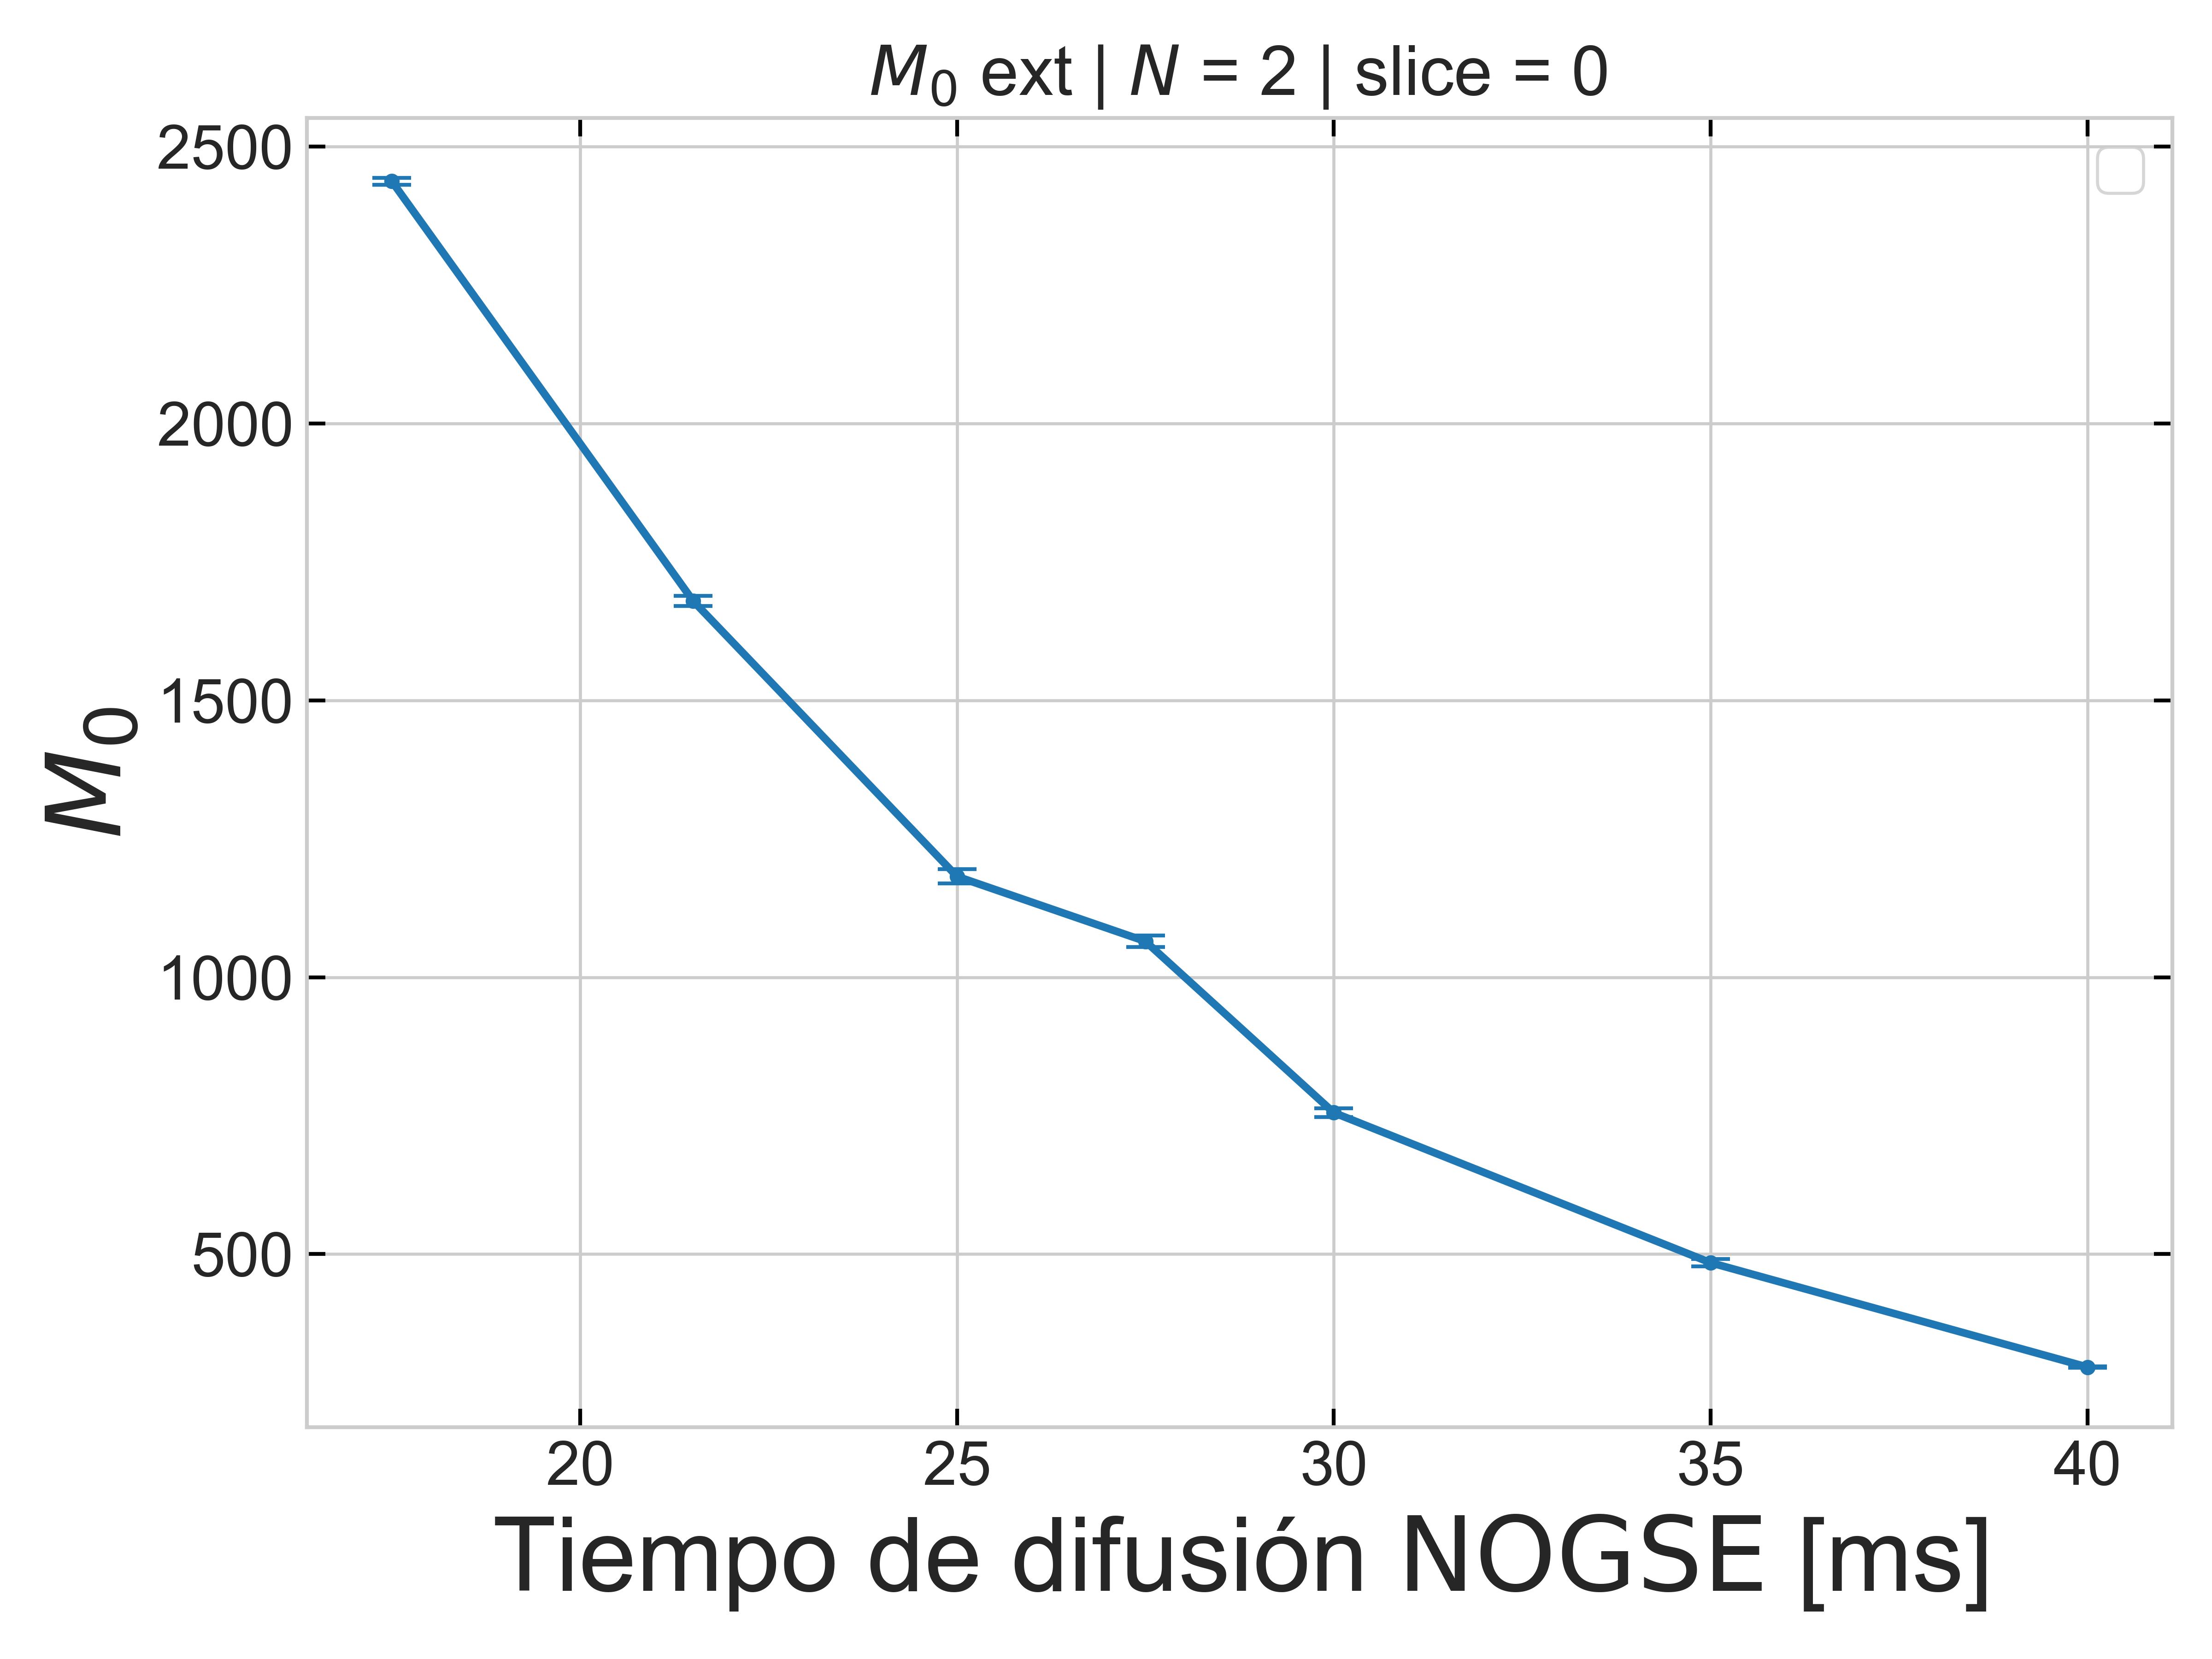 M0 ext | N = 2 | slice = 0
2500
2000
1500
1000
500
M0
20 25 30 35 40
Tiempo de difusión NOGSE [ms]